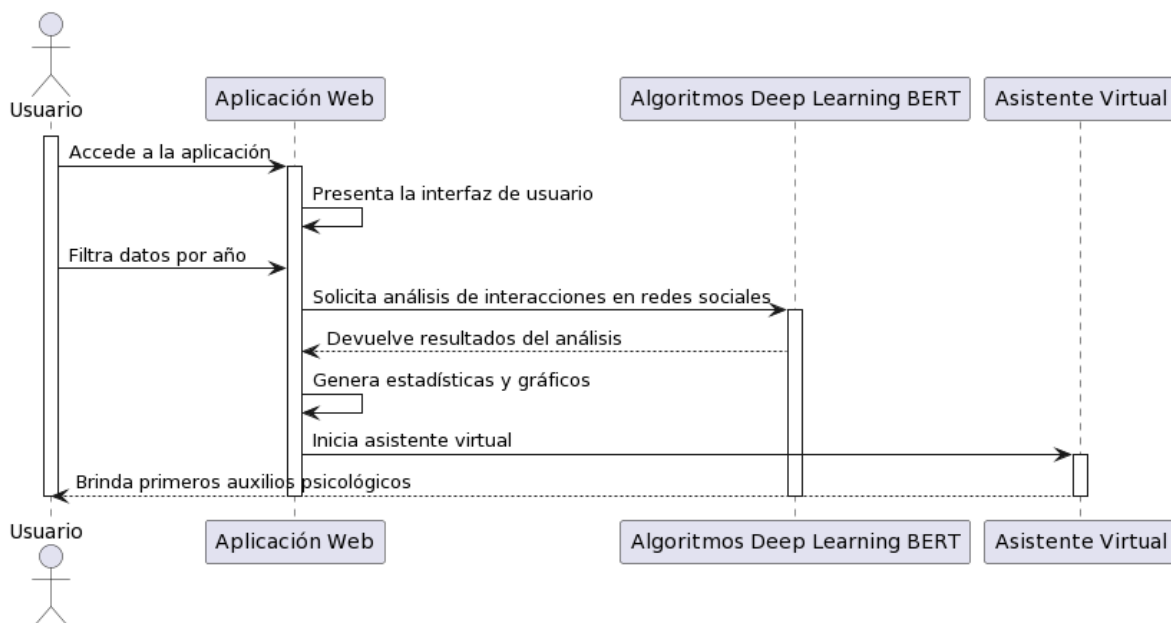 Usuario
Aplicación Web
Algoritmos Deep Learning BERT
Asistente Virtual
Accede a la aplicación
Presenta la interfaz de usuario
Filtra datos por año
Solicita análisis de interacciones en redes sociales
Devuelve resultados del análisis
Genera estadísticas y gráficos
Inicia asistente virtual
Brinda primeros auxilios psicológicos
Usuario
Aplicación Web
Algoritmos Deep Learning BERT
Asistente Virtual